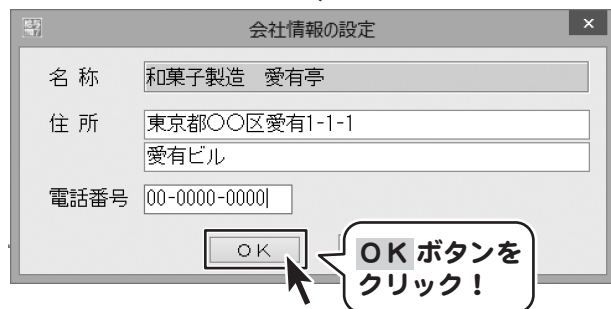 会社情報の設定
×
名 称 和菓子製造 愛有亭
住 所 東京都○○区愛有1-1-1
愛有ビル
電話番号 00-0000-0000
OK
OK ボタンを
クリック！